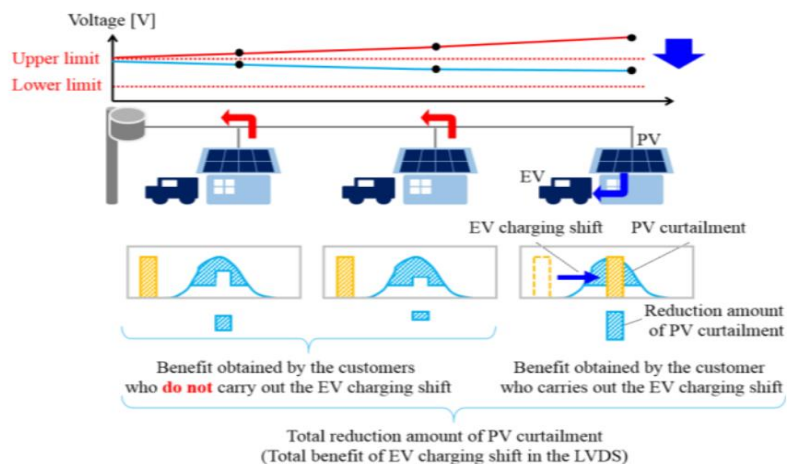 Voltage [V]
Upper limit
Lower limit
PV
EV
EV charging shift
PV curtailment
Reduction amount
of PV curtailment
Benefit obtained by the customers
who do not carry out the EV charging shift
Benefit obtained by the customer
who carries out the EV charging shift
Total reduction amount of PV curtailment
(Total benefit of EV charging shift in the LVDS)